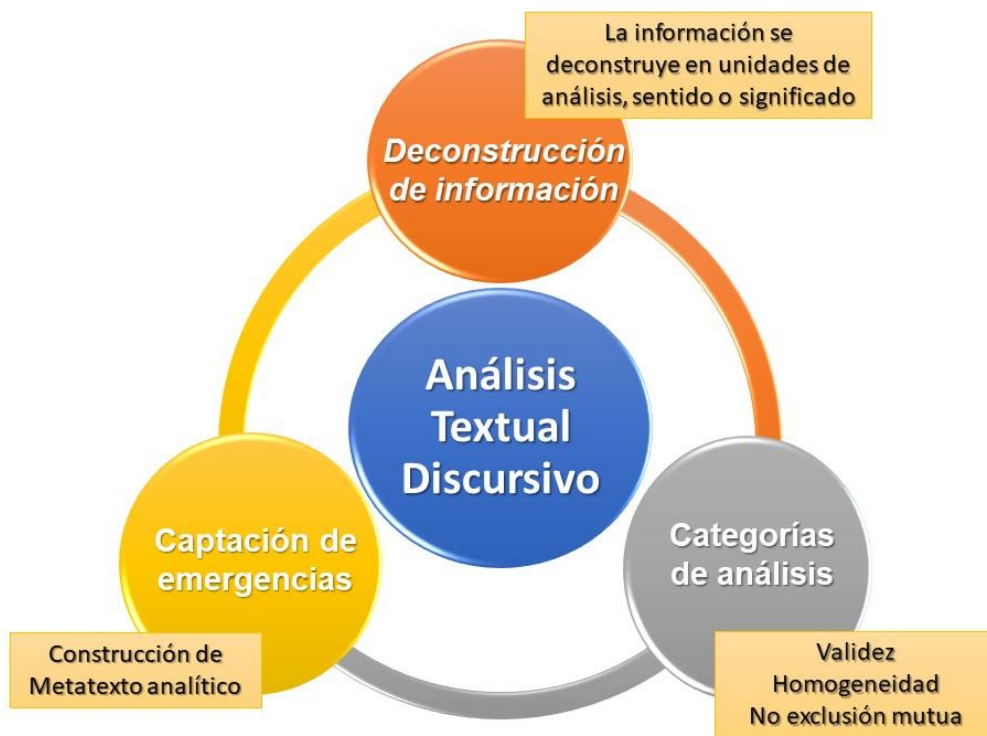 La información se
deconstruye en unidades de
análisis, sentido o significado
Deconstrucción
de información
Análisis
Textual
Discursivo
Captación de
emergencias
Categorías
de análisis
Construcción de
Metatexto analítico
Validez
Homogeneidad
No exclusión mutua